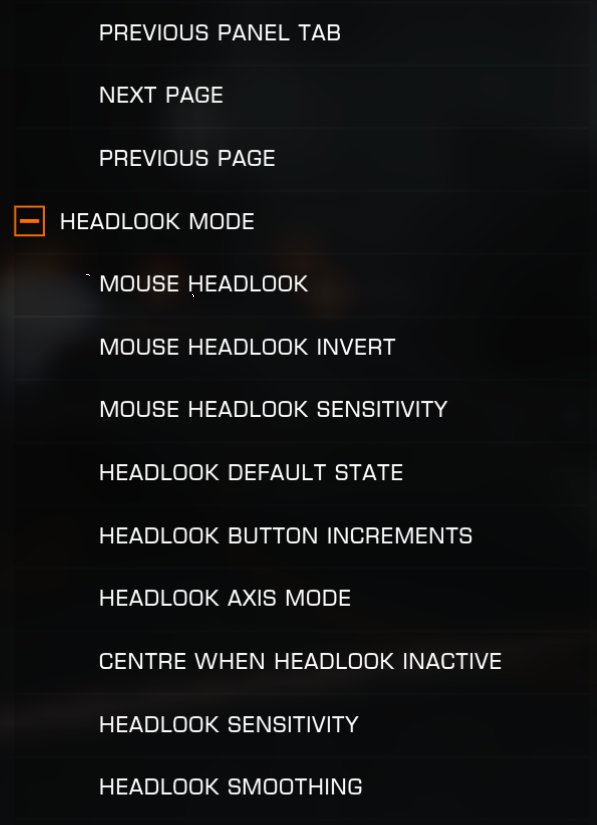 PREVIOUS PANEL TAB
NEXT PAGE
PREVIOUS PAGE
HEADLOOK MODE
MOUSE HEADLOOK
MOUSE HEADLOOK INVERT
MOUSE HEADLOOK SENSITIVITY
HEADLOOK DEFAULT STATE
HEADLOOK BUTTON INCREMENTS
HEADLOOK AXIS MODE
CENTRE WHEN HEADLOOK INACTIVE
HEADLOOK SENSITIVITY
HEADLOOK SMOOTHING